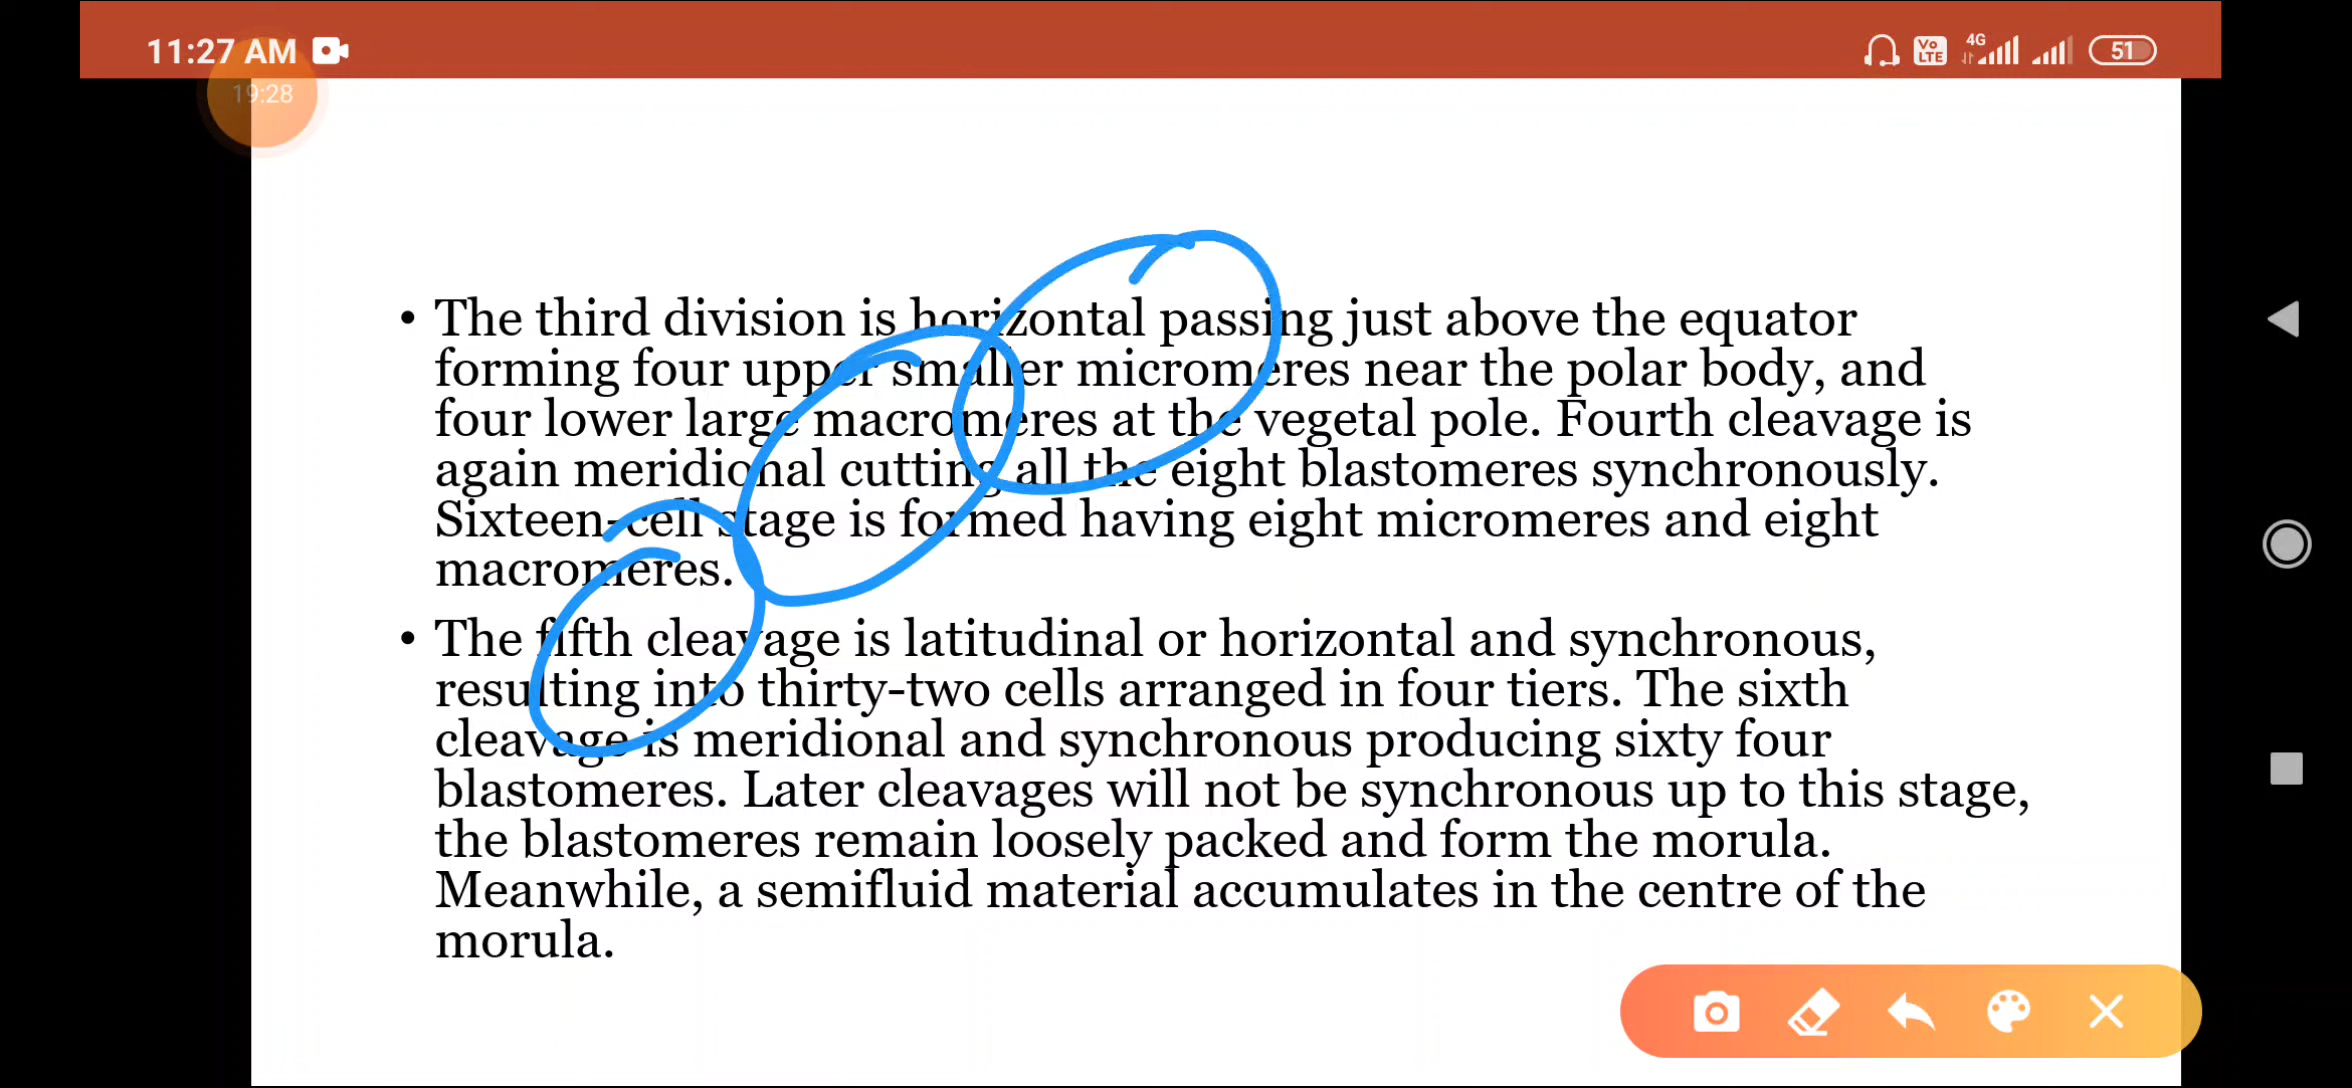 11:27 AM
4G
Vo
LTE
51
19:28
• The third division is horizontal passing just above the equator
forming four upper smaller micromeres near the polar body, and
four lower large macromeres at the vegetal pole. Fourth cleavage is
again meridional cutting all the eight blastomeres synchronously.
Sixteen-cell stage is formed having eight micromeres and eight
macromeres.
• The fifth cleavage is latitudinal or horizontal and synchronous,
resulting into thirty-two cells arranged in four tiers. The sixth
cleavage is meridional and synchronous producing sixty four
blastomeres. Later cleavages will not be synchronous up to this stage,
the blastomeres remain loosely packed and form the morula.
Meanwhile, a semifluid material accumulates in the centre of the
morula.